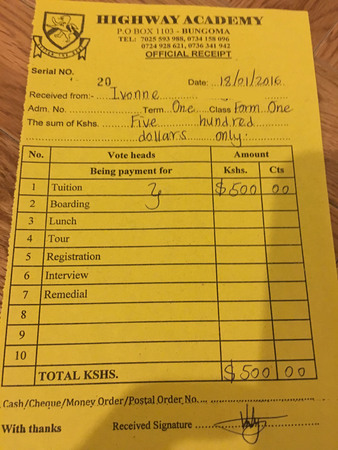 HIGHWAY ACADEMY
P.O BOX 1103 - BUNGOMA
TEL: 7025 593 988, 0734 158 096
0724 928 621, 0736 341 942
OFFICIAL RECEIPT
Serial NO.
20 Date: 18/01/2016
Received from:- Ivonne
Adm. No. Term One Class Form One
The sum of Kshs. Five hundred
dollars only.
No. Vote heads Amount
Being payment for Kshs. Cts
1 Tuition $500 00
2 Boarding
3 Lunch
4 Tour
5 Registration
6 Interview
7 Remedial
8
9
10
TOTAL KSHS. $500 00
Cash/Cheque/Money Order/Postal Order No.
With thanks Received Signature